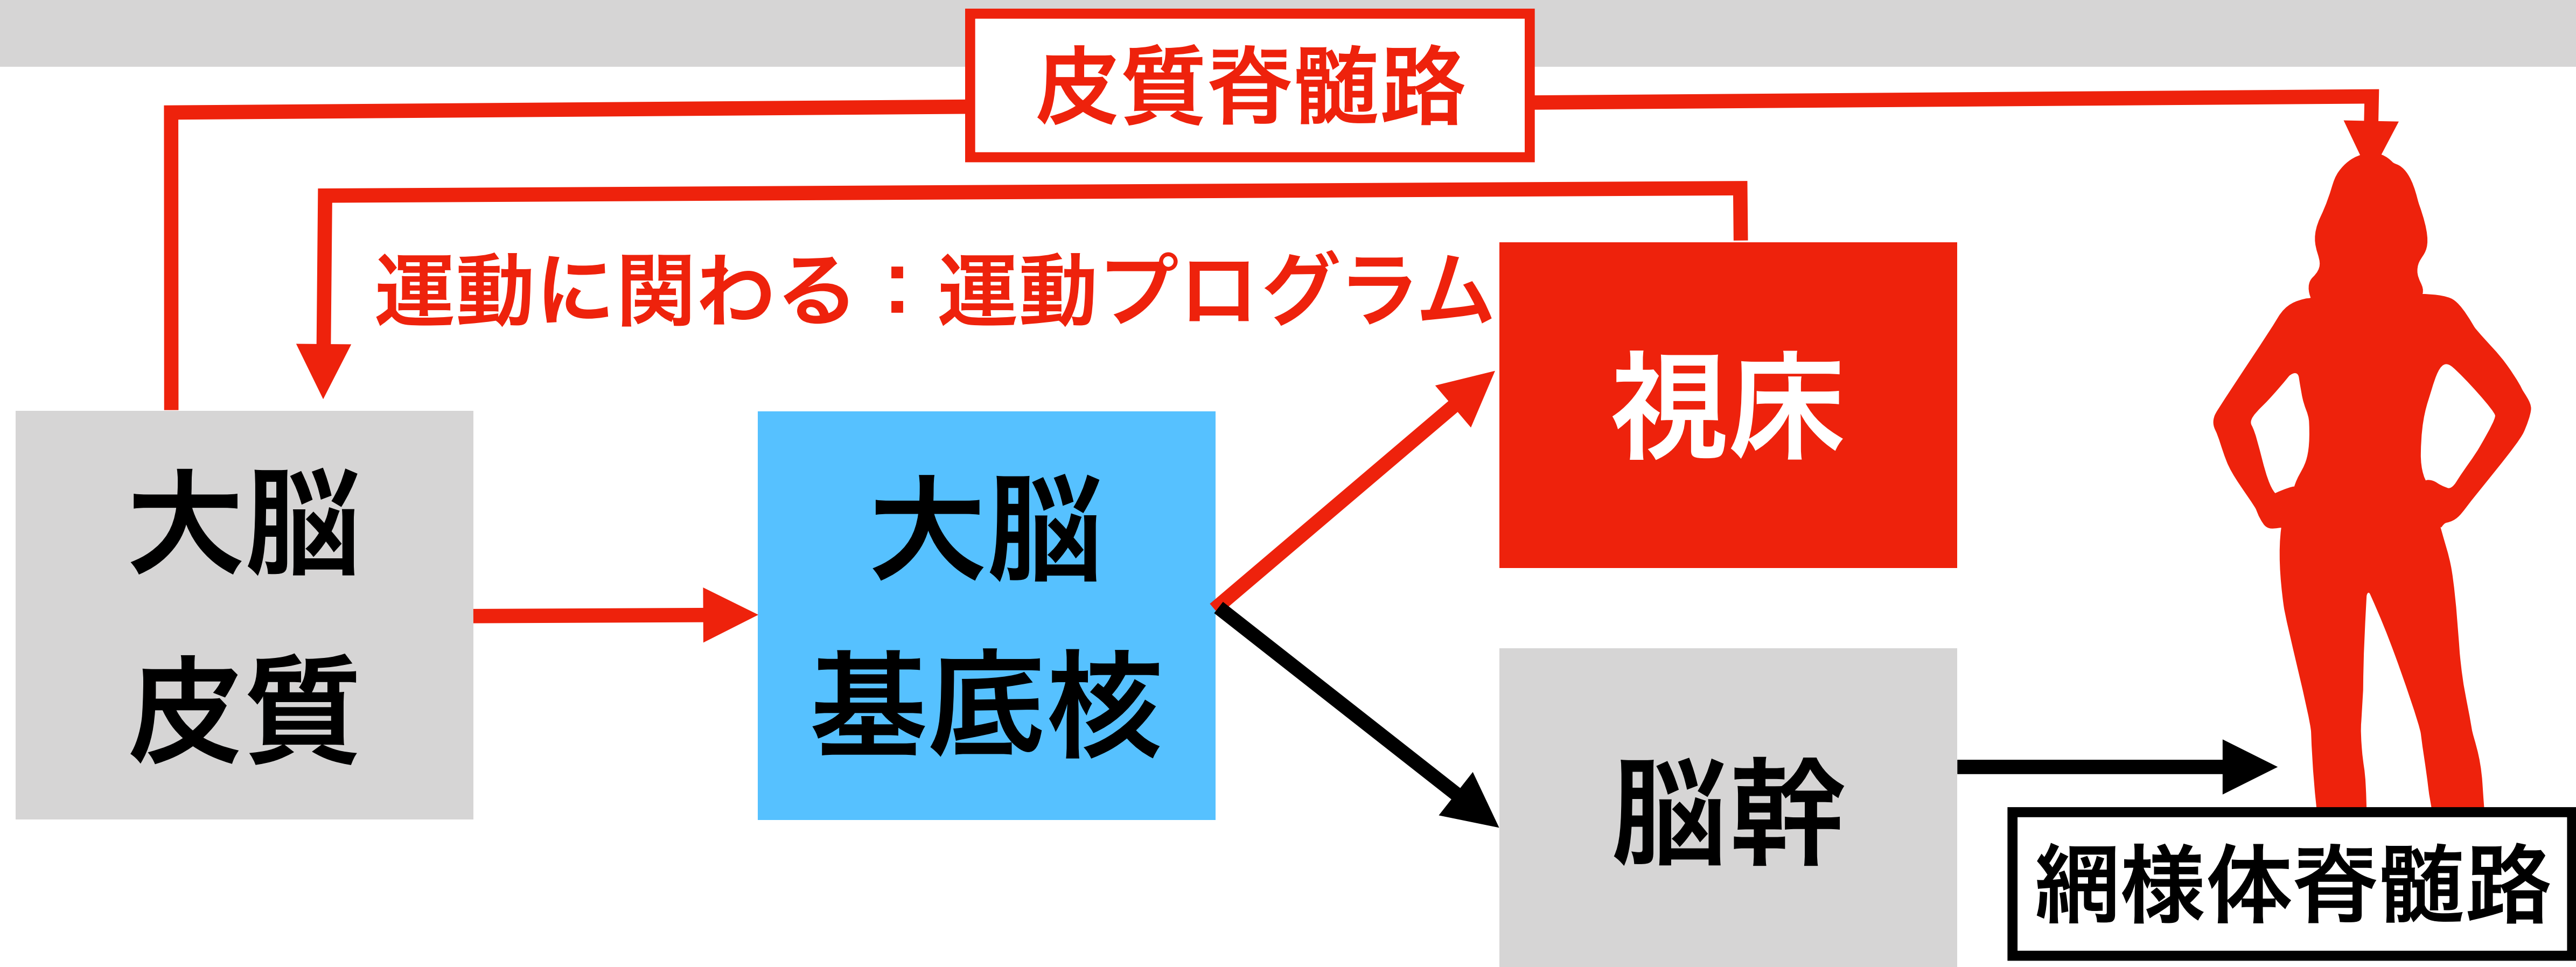 皮質脊髄路
運動に関わる：運動プログラム
視床
大脳
皮質
大脳
基底核
脳幹
網様体脊髄路